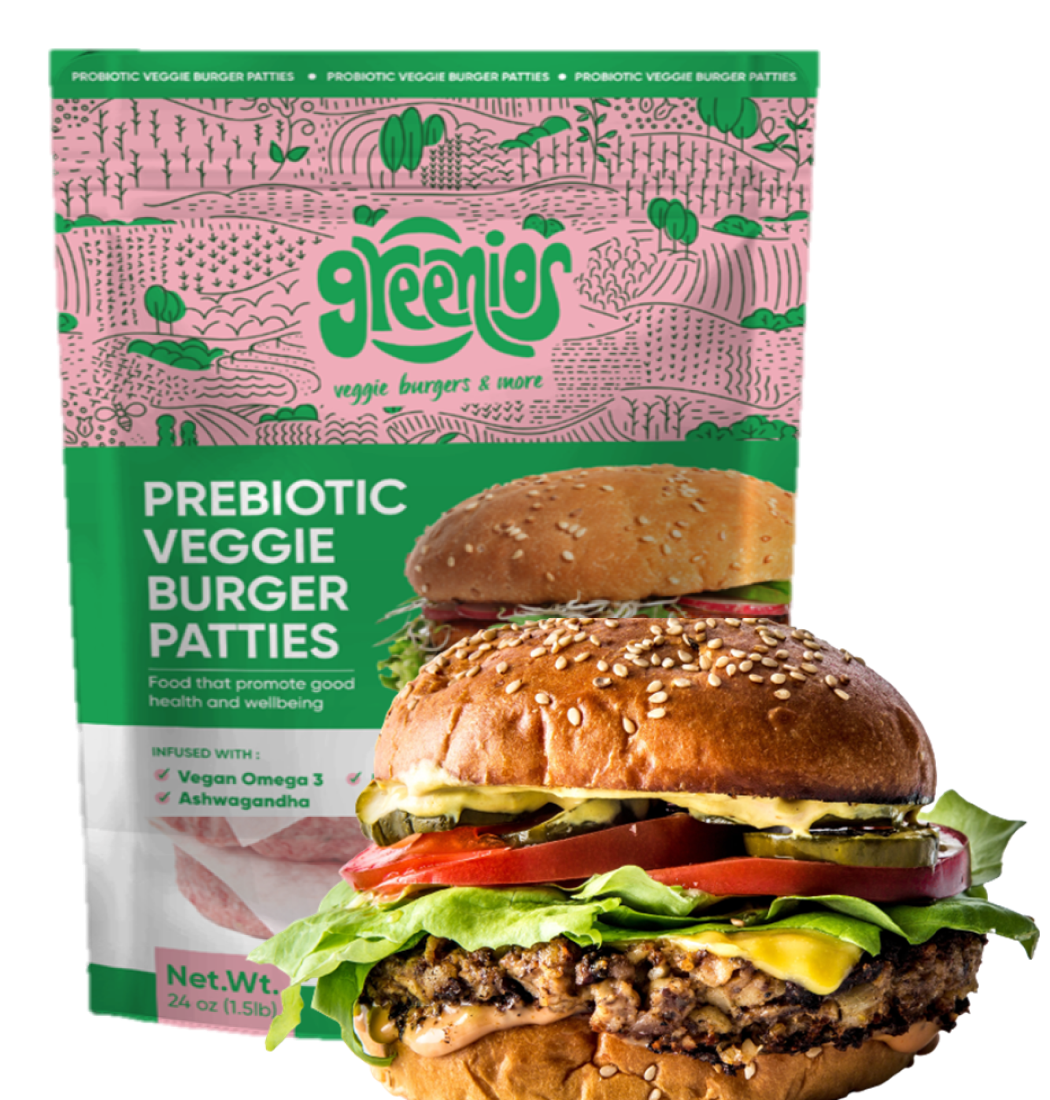 PROBIOTIC VEGGIE BURGER PATTIES • PROBIOTIC VEGGIE BURGER PATTIES • PROBIOTIC VEGGIE BURGER PATTIES
greenios
veggie burgers & more
PREBIOTIC
VEGGIE
BURGER
PATTIES
Food that promote good
health and wellbeing
INFUSED WITH :
Vegan Omega 3
Ashwagandha
Net.Wt.
24 oz (1.5lb)